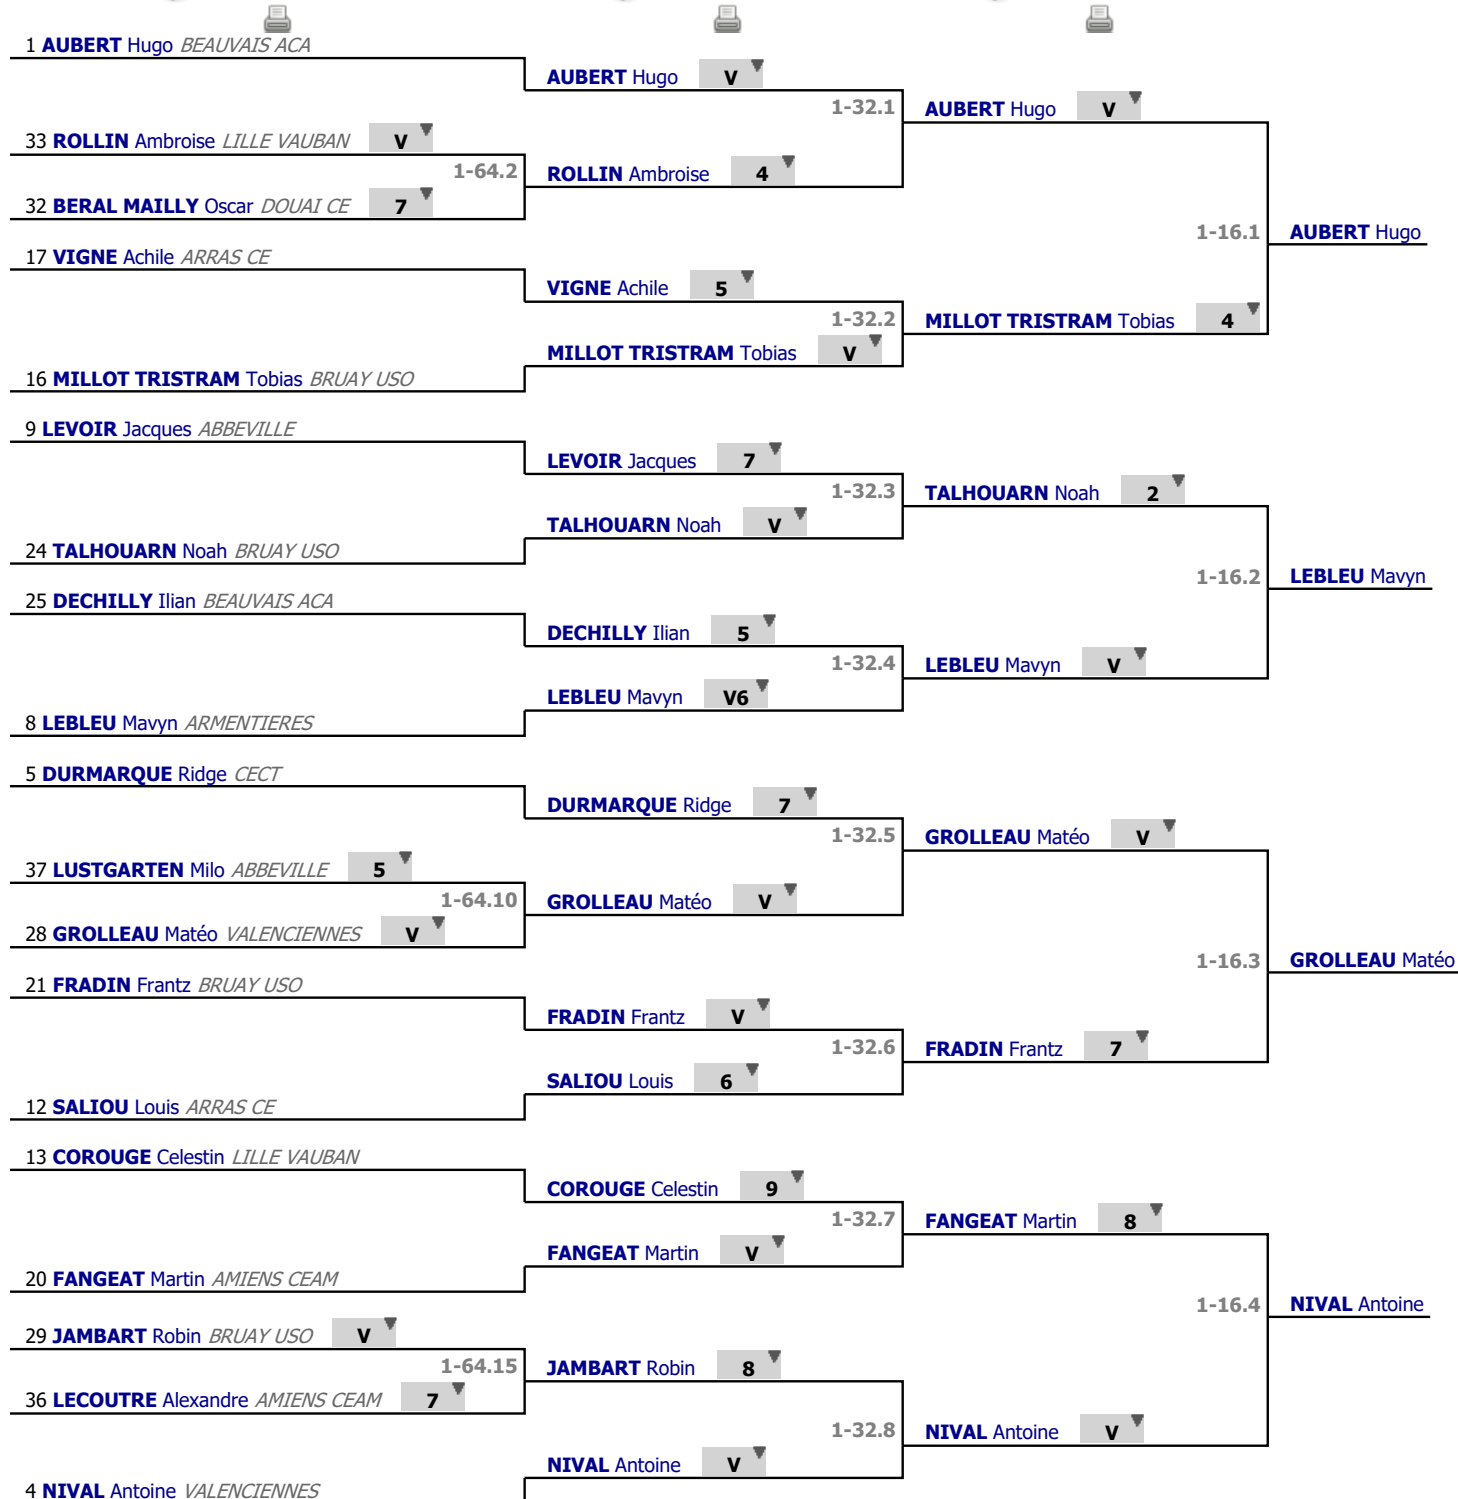 1 AUBERT Hugo BEAUVAIS ACA
AUBERT Hugo V
1-32.1
AUBERT Hugo V
33 ROLLIN Ambroise LILLE VAUBAN V
1-64.2
ROLLIN Ambroise 4
32 BERAL MAILLY Oscar DOUAI CE 7
1-16.1
AUBERT Hugo
17 VIGNE Achile ARRAS CE
VIGNE Achile 5
1-32.2
MILLOT TRISTRAM Tobias 4
MILLOT TRISTRAM Tobias V
16 MILLOT TRISTRAM Tobias BRUAY USO
9 LEVOIR Jacques ABBEVILLE
LEVOIR Jacques 7
1-32.3
TALHOUARN Noah 2
TALHOUARN Noah V
24 TALHOUARN Noah BRUAY USO
1-16.2
LEBLEU Mavyn
25 DECHILLY Ilian BEAUVAIS ACA
DECHILLY Ilian 5
1-32.4
LEBLEU Mavyn V
LEBLEU Mavyn V6
8 LEBLEU Mavyn ARMENTIERES
5 DURMARQUE Ridge CECT
DURMARQUE Ridge 7
1-32.5
GROLLEAU Matéo V
37 LUSTGARTEN Milo ABBEVILLE 5
1-64.10
GROLLEAU Matéo V
28 GROLLEAU Matéo VALENCIENNES V
1-16.3
GROLLEAU Matéo
21 FRADIN Frantz BRUAY USO
FRADIN Frantz V
1-32.6
FRADIN Frantz 7
SALIOU Louis 6
12 SALIOU Louis ARRAS CE
13 COROUGE Celestin LILLE VAUBAN
COROUGE Celestin 9
1-32.7
FANGEAT Martin 8
FANGEAT Martin V
20 FANGEAT Martin AMIENS CEAM
1-16.4
NIVAL Antoine
29 JAMBART Robin BRUAY USO V
1-64.15
JAMBART Robin 8
36 LECOUTRE Alexandre AMIENS CEAM 7
1-32.8
NIVAL Antoine V
NIVAL Antoine V
4 NIVAL Antoine VALENCIENNES